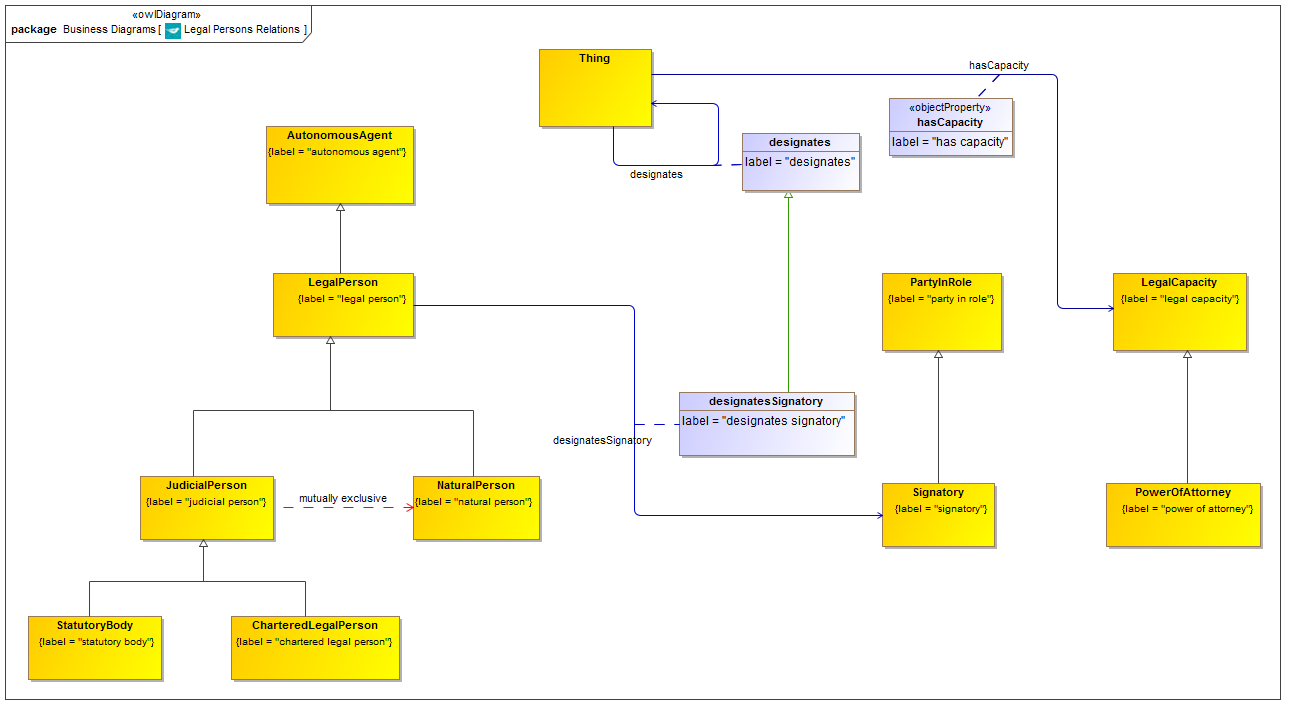 «owlDiagram»
package Business Diagrams [ Legal Persons Relations ]
Thing
hasCapacity
«objectProperty»
hasCapacity
label = "has capacity"
designates
label = "designates"
designates
AutonomousAgent
{label = "autonomous agent"}
LegalPerson
{label = "legal person"}
PartyInRole
{label = "party in role"}
LegalCapacity
{label = "legal capacity"}
designatesSignatory
label = "designates signatory"
designatesSignatory
JudicialPerson
{label = "judicial person"}
mutually exclusive
NaturalPerson
{label = "natural person"}
Signatory
{label = "signatory"}
PowerOfAttorney
{label = "power of attorney"}
StatutoryBody
{label = "statutory body"}
CharteredLegalPerson
{label = "chartered legal person"}